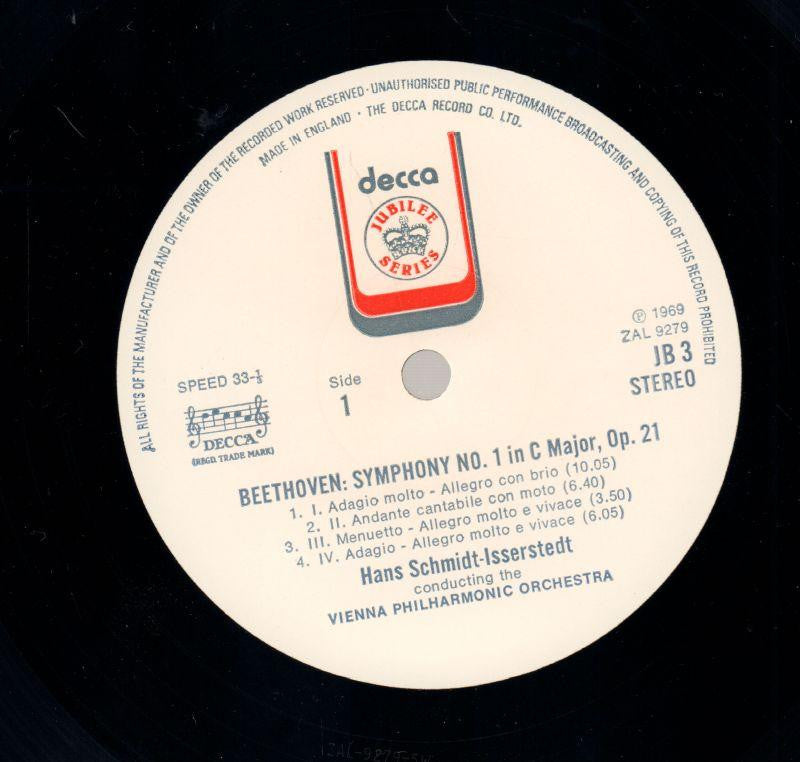 ALL RIGHTS OF THE MANUFACTURER AND OF THE OWNER OF THE RECORDED WORK RESERVED · UNAUTHORISED PUBLIC PERFORMANCE BROADCASTING AND COPYING OF THIS RECORD PROHIBITED
MADE IN ENGLAND · THE DECCA RECORD CO. LTD.
decca
JUBILEE
SERIES
℗ 1969
ZAL 9279
JB 3
STEREO
SPEED 33-⅓
DECCA
(REGD. TRADE MARK)
Side
1
BEETHOVEN: SYMPHONY NO. 1 in C Major, Op. 21
1. I. Adagio molto - Allegro con brio (10.05)
2. II. Andante cantabile con moto (6.40)
3. III. Menuetto - Allegro molto e vivace (3.50)
4. IV. Adagio - Allegro molto e vivace (6.05)
Hans Schmidt-Isserstedt
conducting the
VIENNA PHILHARMONIC ORCHESTRA